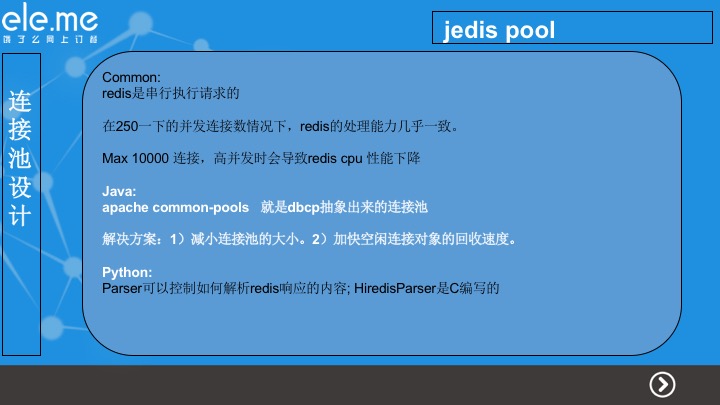 ele.me
饿了么网上订餐
jedis pool
连接池设计
Common:
redis是串行执行请求的
在250一下的并发连接数情况下，redis的处理能力几乎一致。
Max 10000 连接，高并发时会导致redis cpu 性能下降
Java:
apache common-pools 就是dbcp抽象出来的连接池
解决方案：1）减小连接池的大小。2）加快空闲连接对象的回收速度。
Python:
Parser可以控制如何解析redis响应的内容; HiredisParser是C编写的